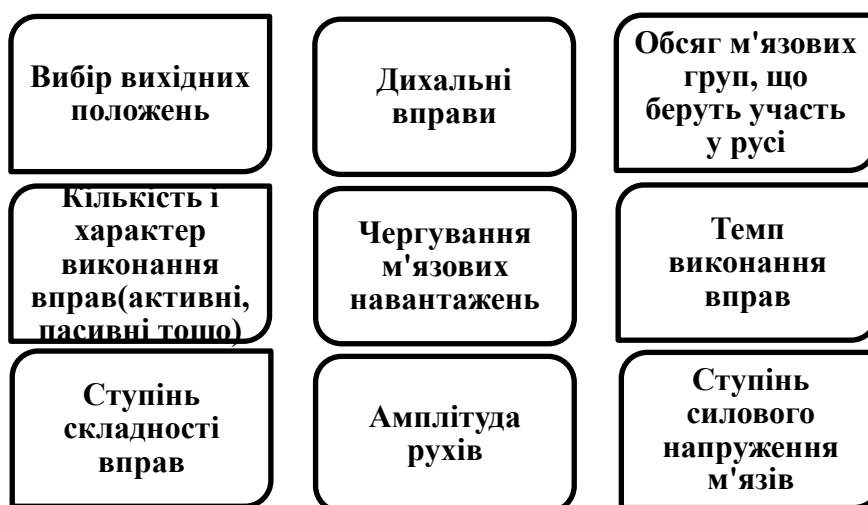 Вибір вихідних
положень
Дихальні
вправи
Обсяг м'язових
груп, що
беруть участь
у русі
Кількість і
характер
виконання
вправ(активні,
пасивні тощо)
Чергування
м'язових
навантажень
Темп
виконання
вправ
Ступінь
складності
вправ
Амплітуда
рухів
Ступінь
силового
напруження
м'язів